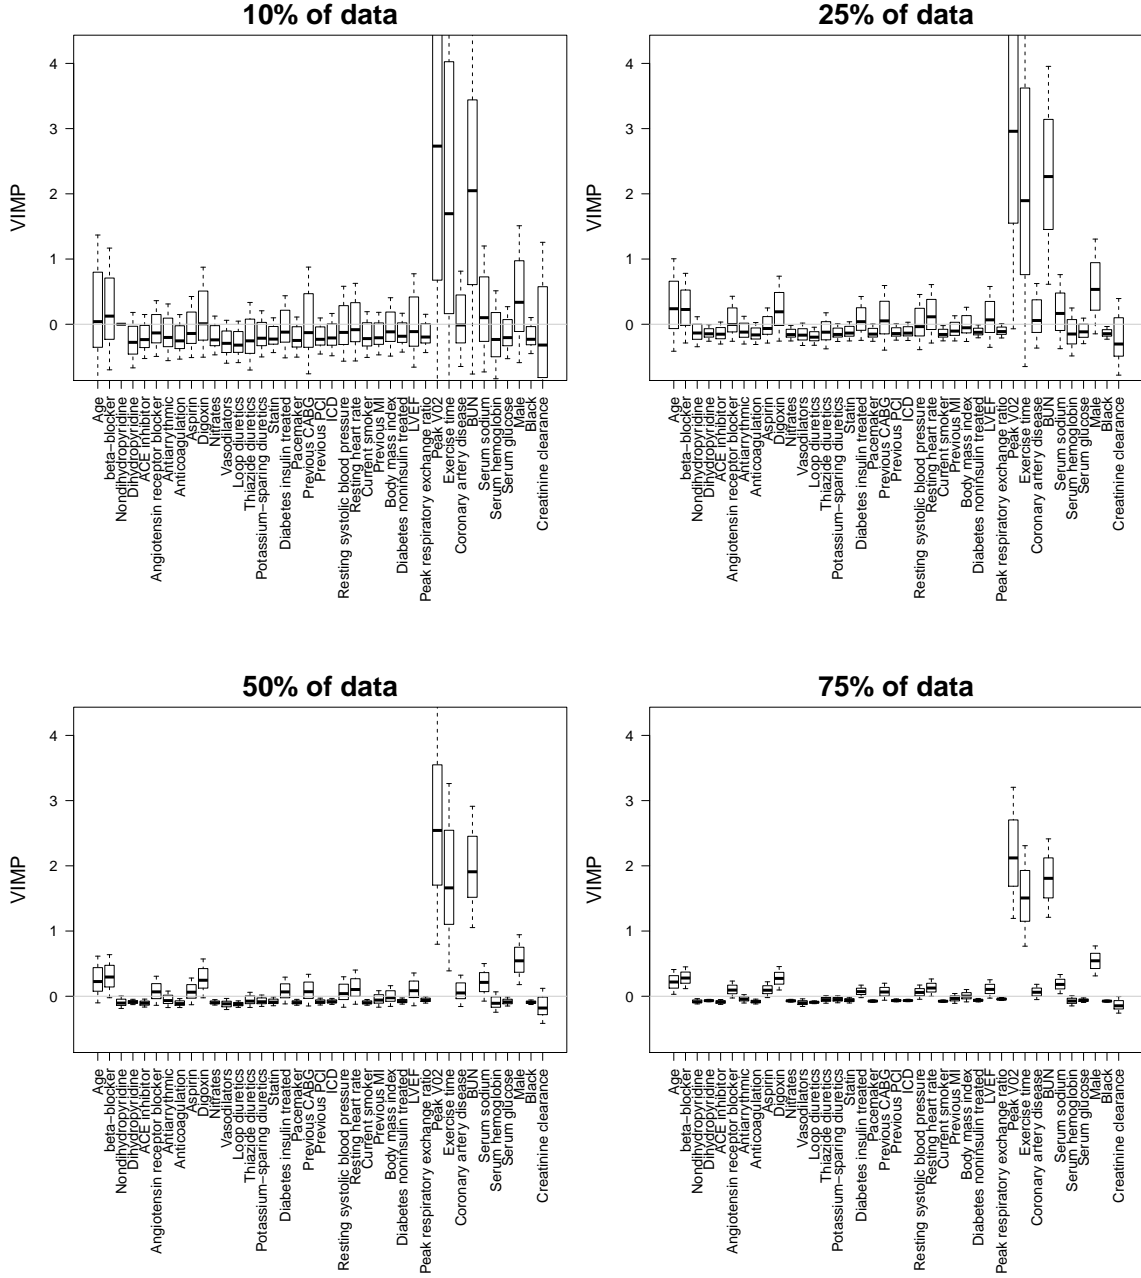 10% of data
VIMP
4
3
2
1
0
Age
beta−blocker
Nondihydropyridine
Dihydropyridine
ACE inhibitor
Angiotensin receptor blocker
Antiarrythmic
Anticoagulation
Aspirin
Digoxin
Nitrates
Vasodilators
Loop diuretics
Thiazide diuretics
Potassium−sparing diuretics
Statin
Diabetes insulin treated
Pacemaker
Previous CABG
Previous PCI
ICD
Resting systolic blood pressure
Resting heart rate
Current smoker
Previous MI
Body mass index
Diabetes noninsulin treated
LVEF
Peak respiratory exchange ratio
Peak V02
Exercise time
Coronary artery disease
BUN
Serum sodium
Serum hemoglobin
Serum glucose
Male
Black
Creatinine clearance
25% of data
VIMP
4
3
2
1
0
Age
beta−blocker
Nondihydropyridine
Dihydropyridine
ACE inhibitor
Angiotensin receptor blocker
Antiarrythmic
Anticoagulation
Aspirin
Digoxin
Nitrates
Vasodilators
Loop diuretics
Thiazide diuretics
Potassium−sparing diuretics
Statin
Diabetes insulin treated
Pacemaker
Previous CABG
Previous PCI
ICD
Resting systolic blood pressure
Resting heart rate
Current smoker
Previous MI
Body mass index
Diabetes noninsulin treated
LVEF
Peak respiratory exchange ratio
Peak V02
Exercise time
Coronary artery disease
BUN
Serum sodium
Serum hemoglobin
Serum glucose
Male
Black
Creatinine clearance
50% of data
VIMP
4
3
2
1
0
Age
beta−blocker
Nondihydropyridine
Dihydropyridine
ACE inhibitor
Angiotensin receptor blocker
Antiarrythmic
Anticoagulation
Aspirin
Digoxin
Nitrates
Vasodilators
Loop diuretics
Thiazide diuretics
Potassium−sparing diuretics
Statin
Diabetes insulin treated
Pacemaker
Previous CABG
Previous PCI
ICD
Resting systolic blood pressure
Resting heart rate
Current smoker
Previous MI
Body mass index
Diabetes noninsulin treated
LVEF
Peak respiratory exchange ratio
Peak V02
Exercise time
Coronary artery disease
BUN
Serum sodium
Serum hemoglobin
Serum glucose
Male
Black
Creatinine clearance
75% of data
VIMP
4
3
2
1
0
Age
beta−blocker
Nondihydropyridine
Dihydropyridine
ACE inhibitor
Angiotensin receptor blocker
Antiarrythmic
Anticoagulation
Aspirin
Digoxin
Nitrates
Vasodilators
Loop diuretics
Thiazide diuretics
Potassium−sparing diuretics
Statin
Diabetes insulin treated
Pacemaker
Previous CABG
Previous PCI
ICD
Resting systolic blood pressure
Resting heart rate
Current smoker
Previous MI
Body mass index
Diabetes noninsulin treated
LVEF
Peak respiratory exchange ratio
Peak V02
Exercise time
Coronary artery disease
BUN
Serum sodium
Serum hemoglobin
Serum glucose
Male
Black
Creatinine clearance